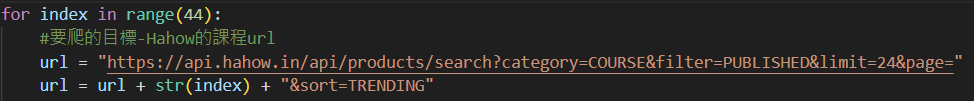 for index in range(44):
#要爬的目標-Hahow的課程url
url = "https://api.hahow.in/api/products/search?category=COURSE&filter=PUBLISHED&limit=24&page="
url = url + str(index) + "&sort=TRENDING"